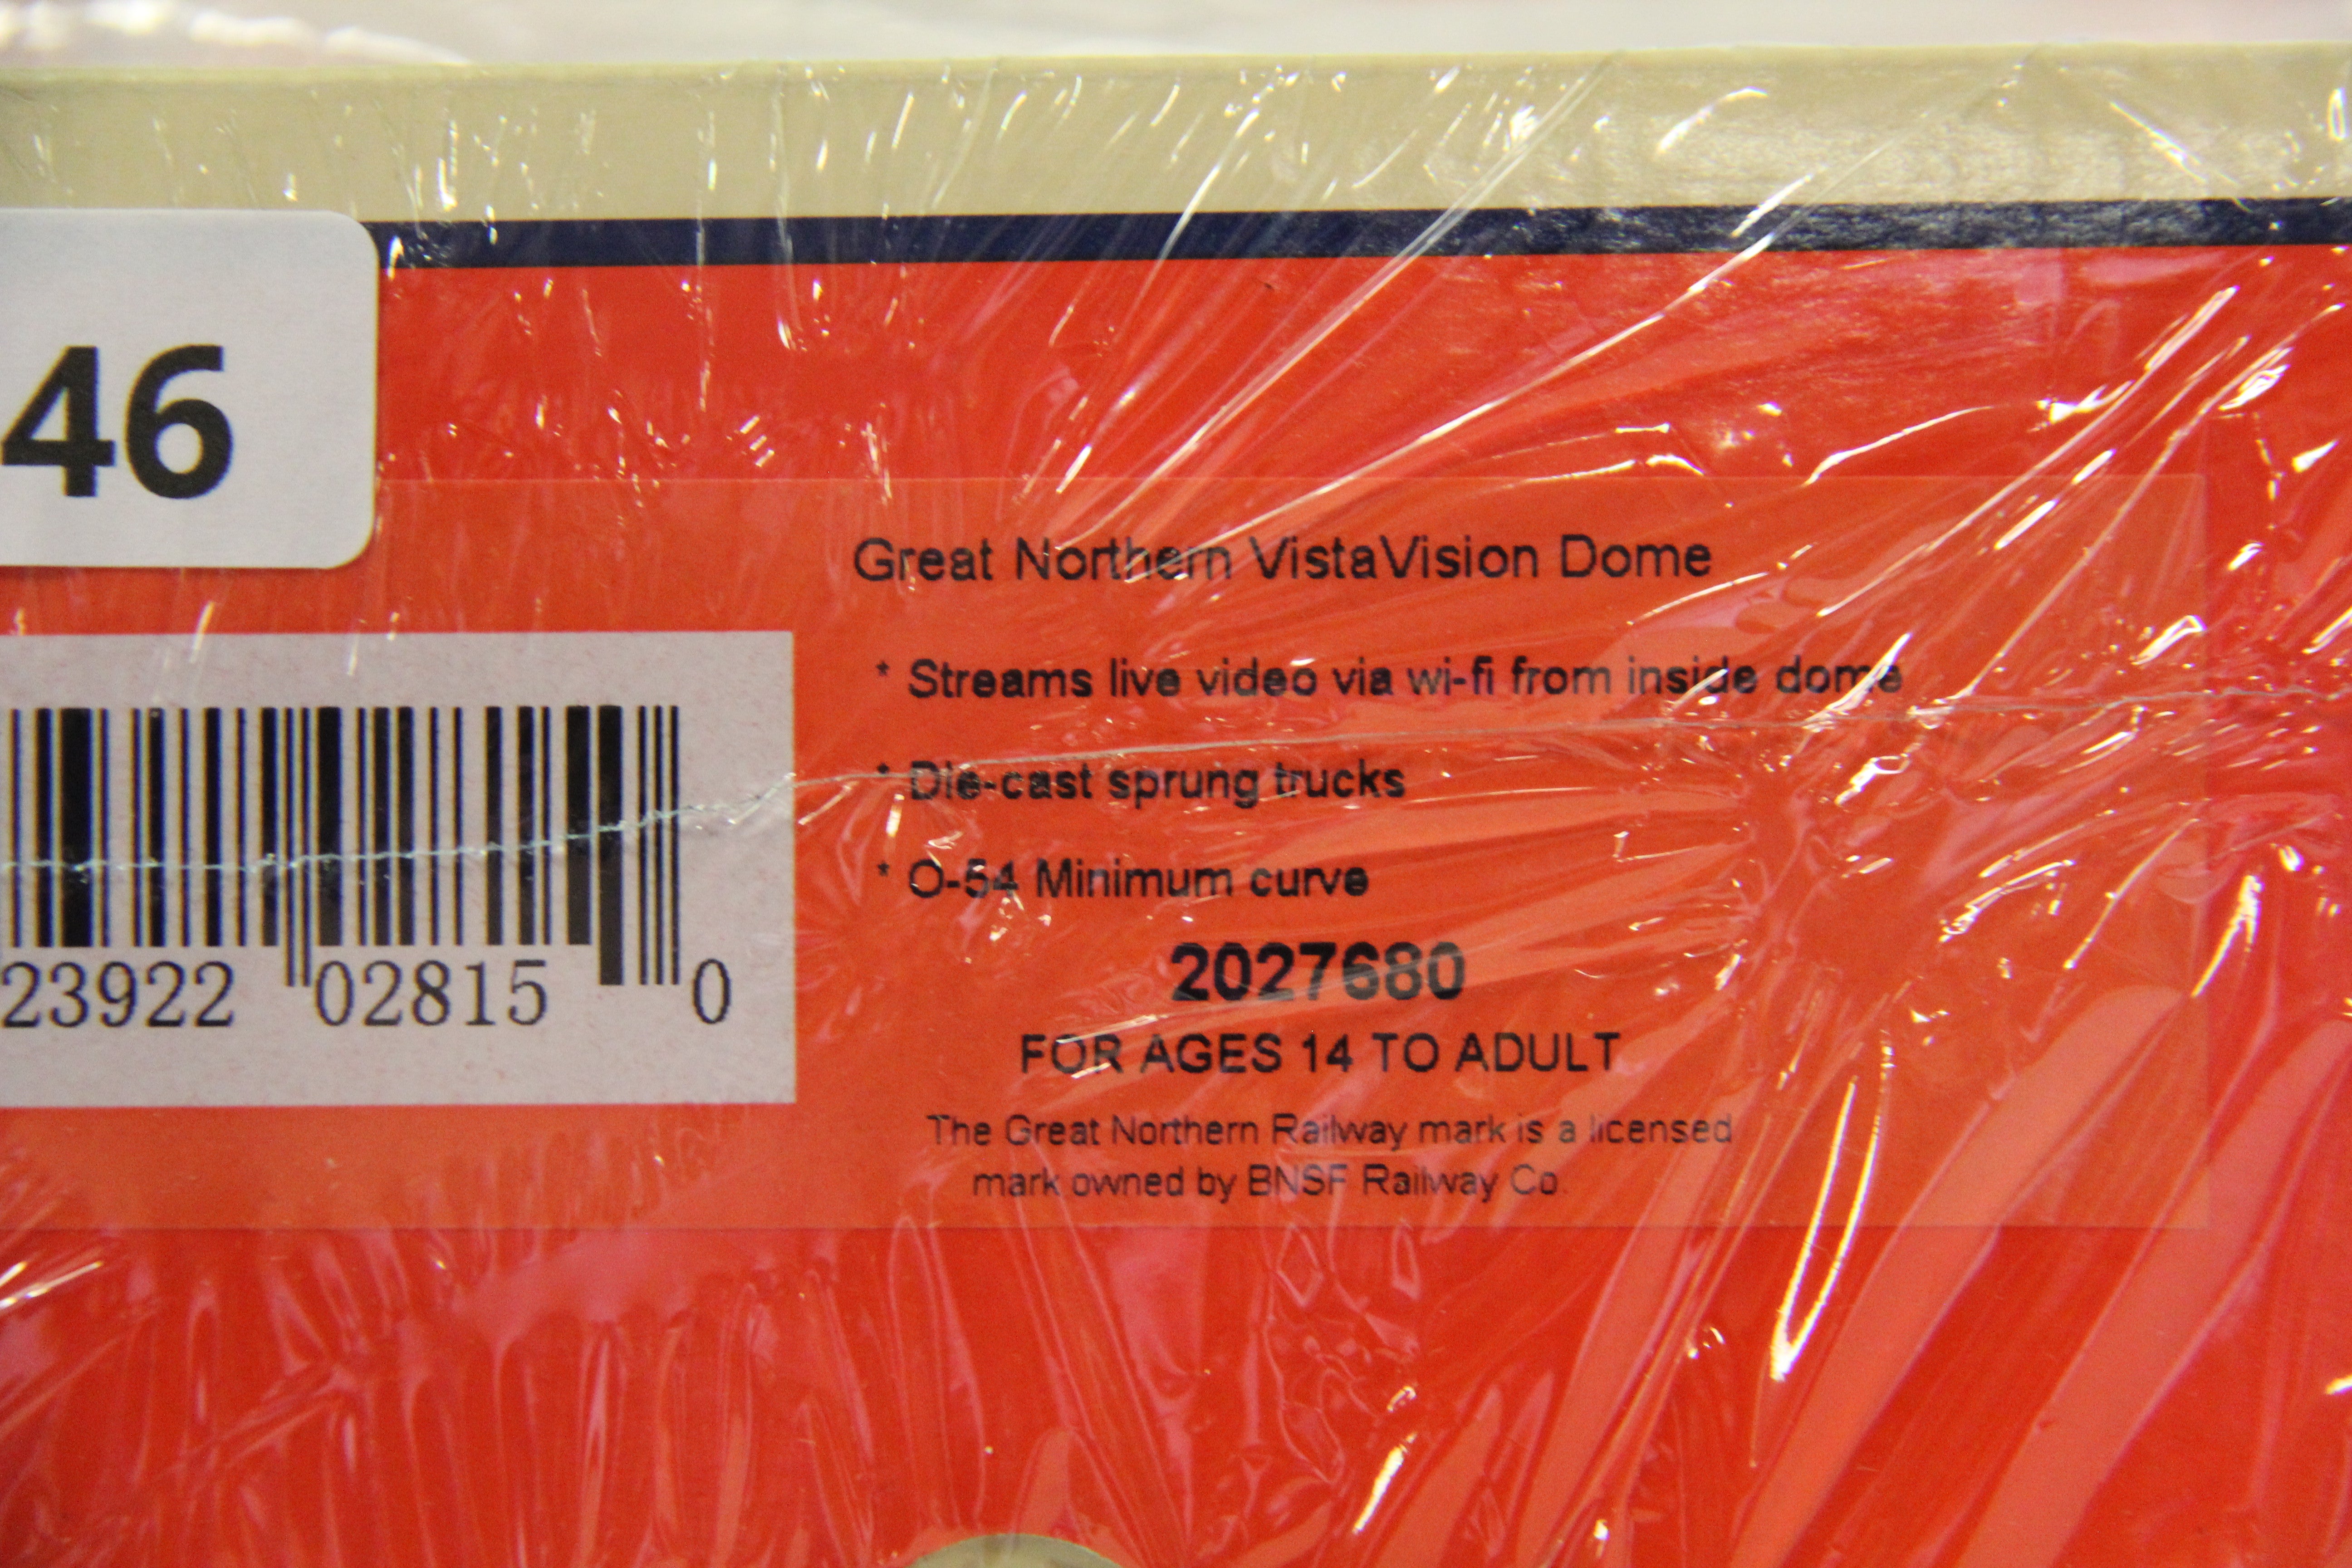 46
Great Northern VistaVision Dome
* Streams live video via wi-fi from inside dome
* Die-cast sprung trucks
* O-54 Minimum curve
2027680
23922 02815 0
FOR AGES 14 TO ADULT
The Great Northern Railway mark is a licensed
mark owned by BNSF Railway Co.